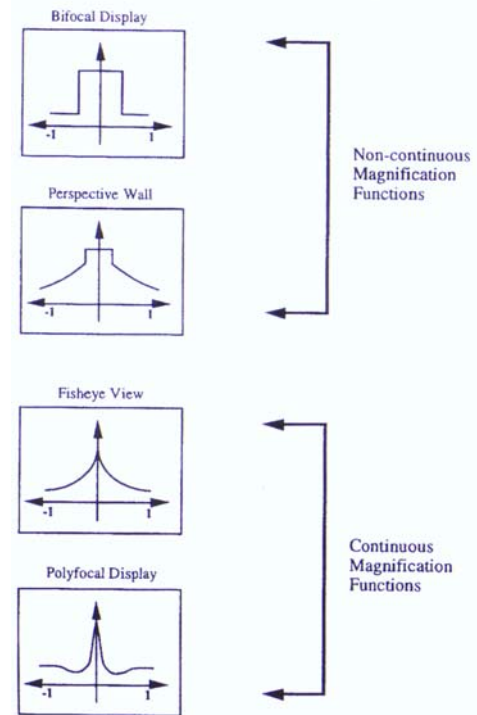 Bifocal Display
-1
1
Non-continuous
Magnification
Functions
Perspective Wall
-1
1
Fisheye View
-1
1
Continuous
Magnification
Functions
Polyfocal Display
-1
1